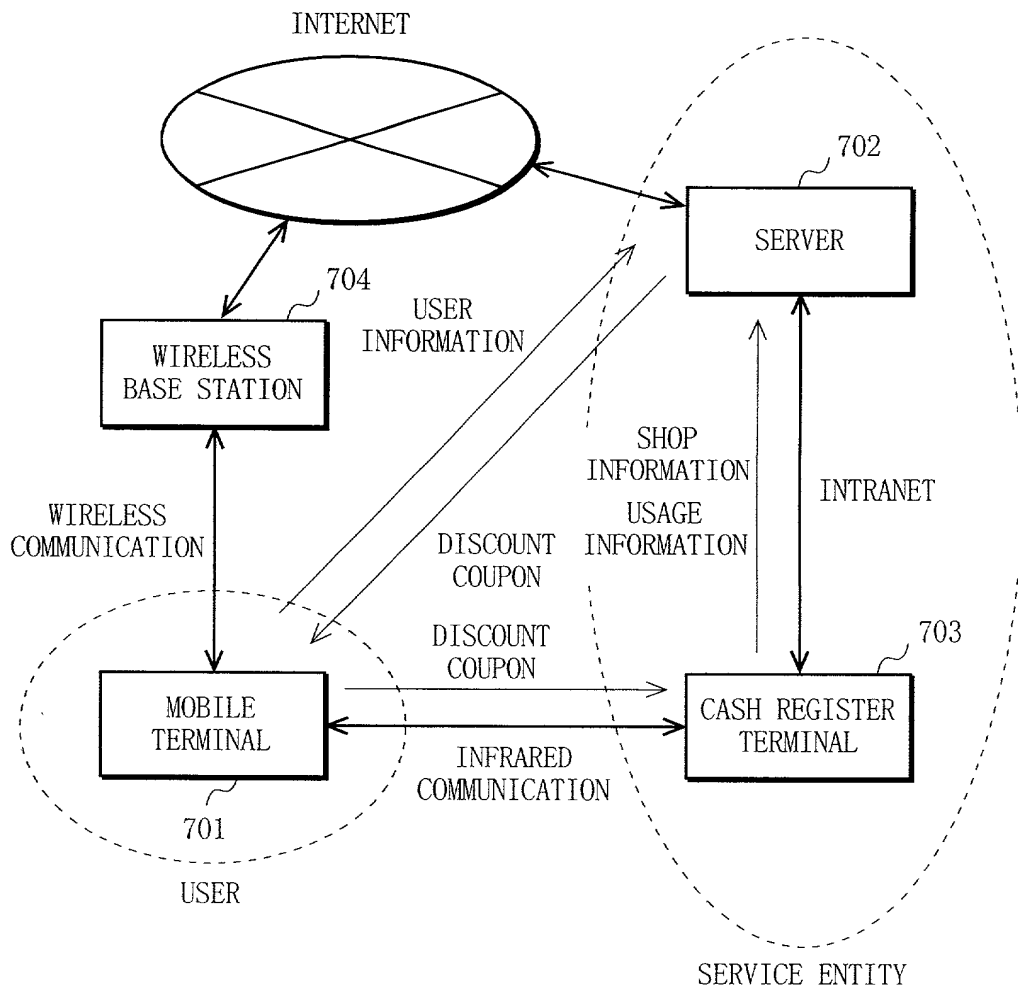 INTERNET
702
SERVER
704
USER
INFORMATION
WIRELESS
BASE STATION
SHOP
INFORMATION
INTRANET
USAGE
INFORMATION
WIRELESS
COMMUNICATION
DISCOUNT
COUPON
DISCOUNT
COUPON
703
MOBILE
TERMINAL
CASH REGISTER
TERMINAL
INFRARED
COMMUNICATION
701
USER
SERVICE ENTITY